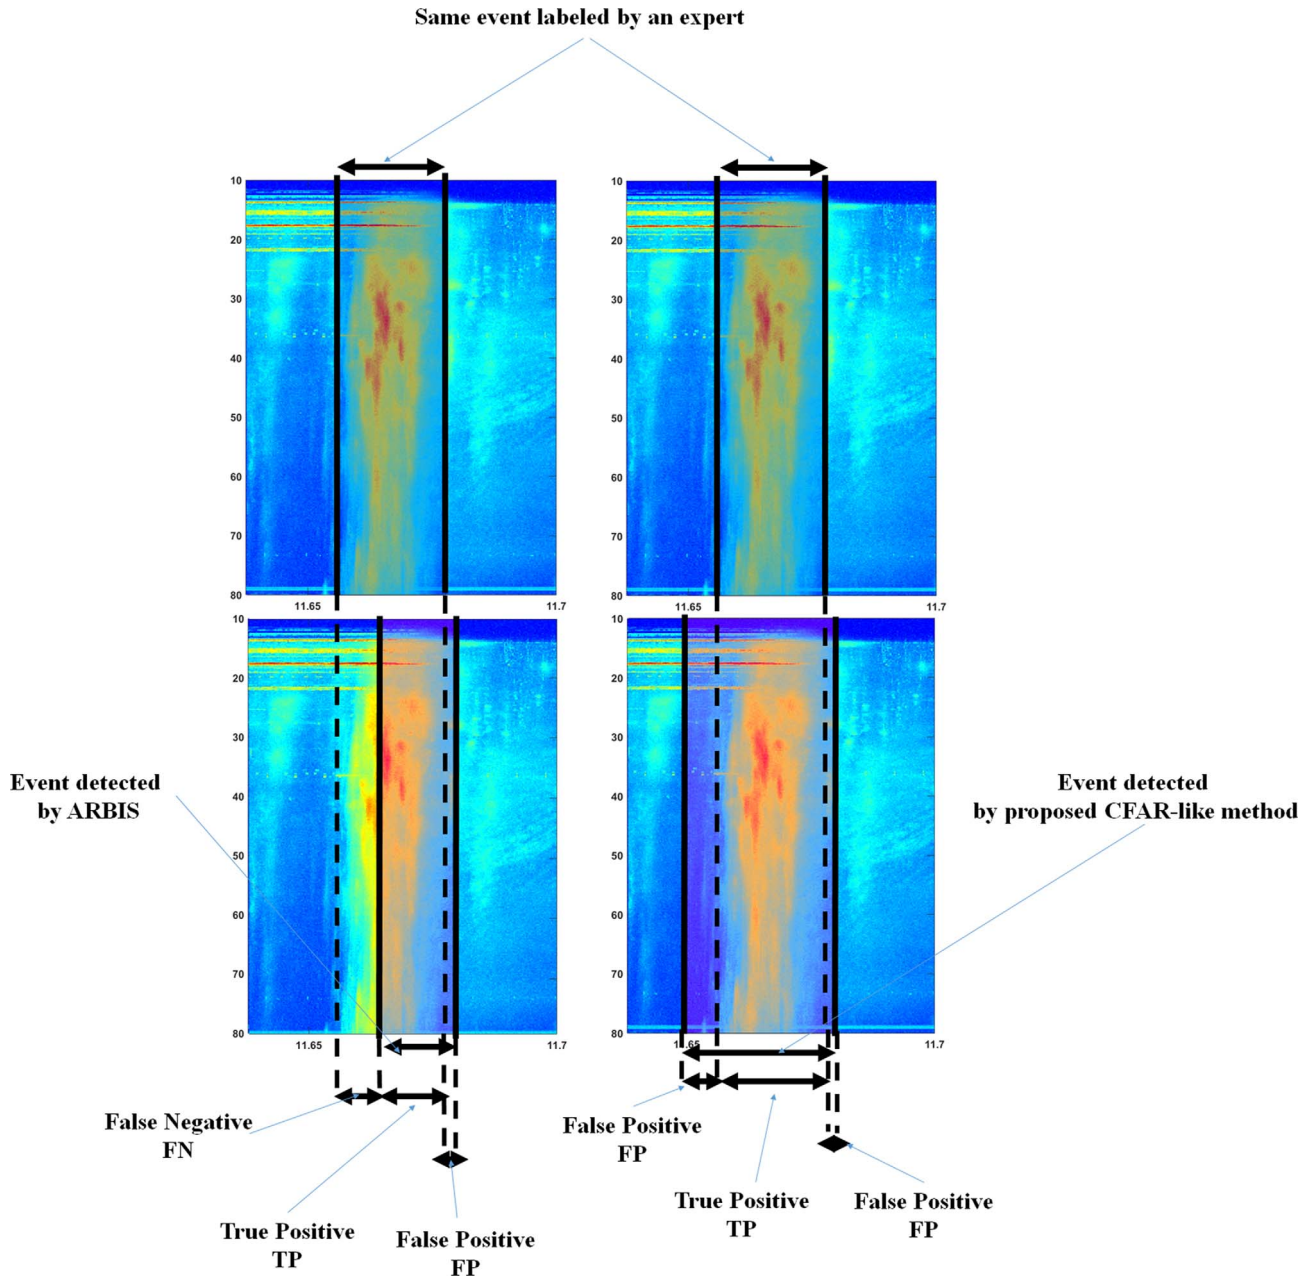 Same event labeled by an expert
10
20
30
40
50
60
70
80
11.65
11.7
10
20
30
40
50
60
70
80
11.65
11.7
10
20
30
40
50
60
70
80
11.65
11.7
10
20
30
40
50
60
70
80
11.65
11.7
Event detected
by ARBIS
Event detected
by proposed CFAR-like method
False Negative
FN
True Positive
TP
False Positive
FP
False Positive
FP
True Positive
TP
False Positive
FP